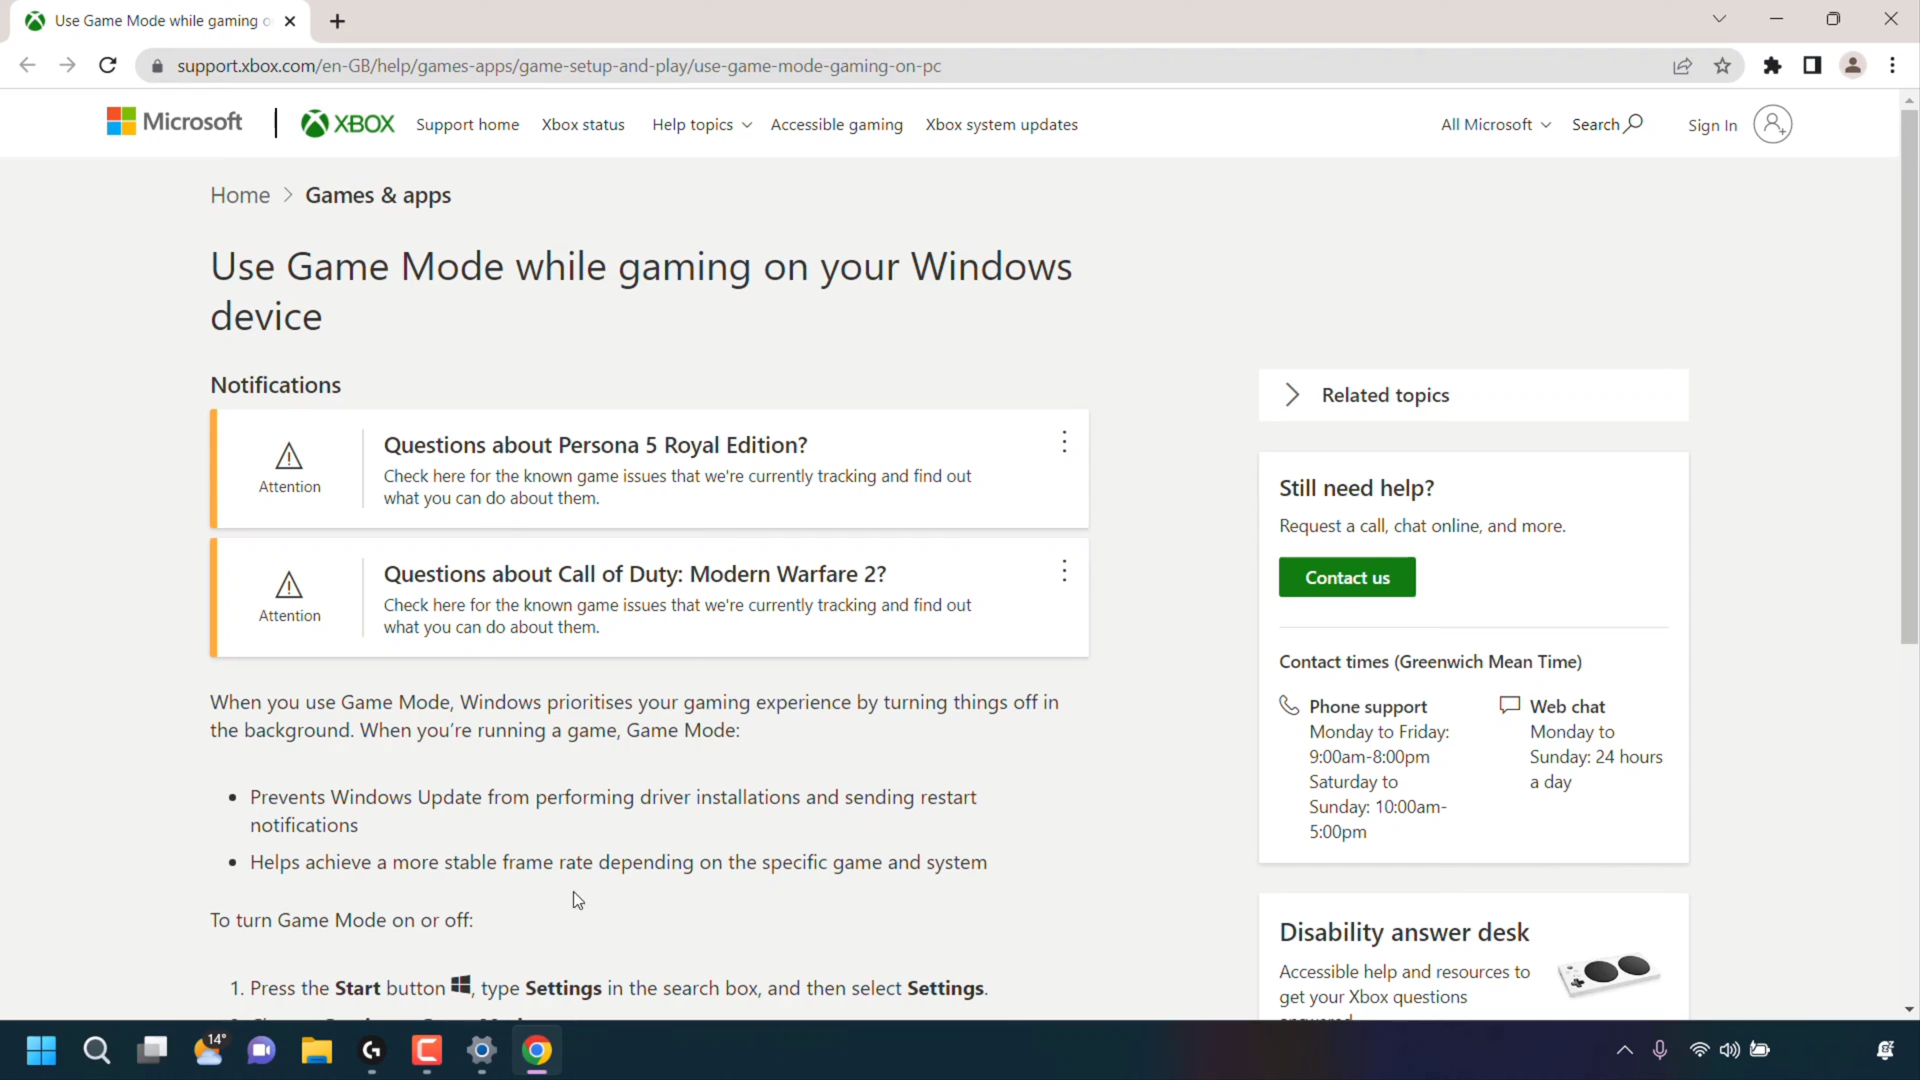 Use Game Mode while gaming o
support.xbox.com/en-GB/help/games-apps/game-setup-and-play/use-game-mode-gaming-on-pc
Microsoft
XBOX
Support home
Xbox status
Help topics
Accessible gaming
Xbox system updates
All Microsoft
Search
Sign In
Home > Games & apps
Use Game Mode while gaming on your Windows
device
Notifications
Attention
Questions about Persona 5 Royal Edition?
Check here for the known game issues that we're currently tracking and find out
what you can do about them.
Attention
Questions about Call of Duty: Modern Warfare 2?
Check here for the known game issues that we're currently tracking and find out
what you can do about them.
When you use Game Mode, Windows prioritises your gaming experience by turning things off in
the background. When you’re running a game, Game Mode:
• Prevents Windows Update from performing driver installations and sending restart
notifications
• Helps achieve a more stable frame rate depending on the specific game and system
To turn Game Mode on or off:
1. Press the Start button , type Settings in the search box, and then select Settings.
Related topics
Still need help?
Request a call, chat online, and more.
Contact us
Contact times (Greenwich Mean Time)
Phone support
Monday to Friday:
9:00am-8:00pm
Saturday to
Sunday: 10:00am-
5:00pm
Web chat
Monday to
Sunday: 24 hours
a day
Disability answer desk
Accessible help and resources to
get your Xbox questions
14°